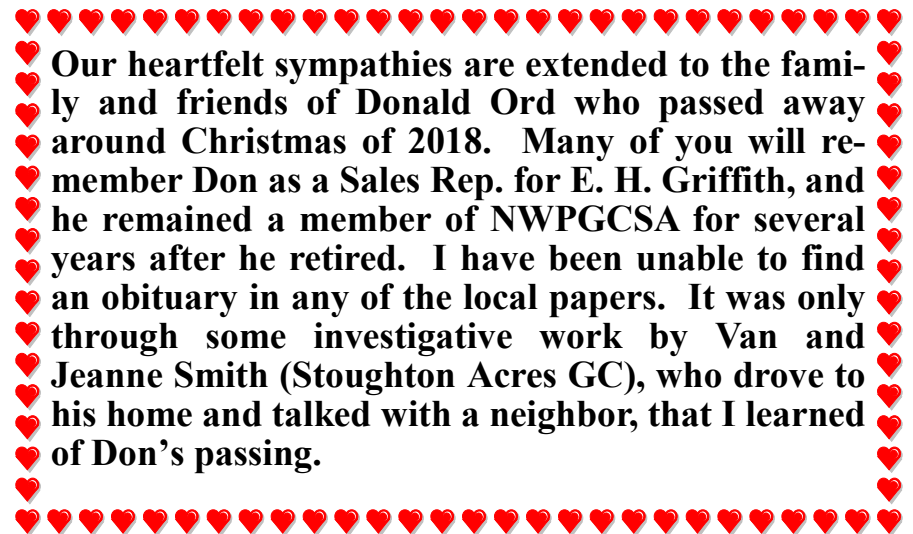 Our heartfelt sympathies are extended to the fami-
ly and friends of Donald Ord who passed away
around Christmas of 2018.  Many of you will re-
member Don as a Sales Rep. for E. H. Griffith, and
he remained a member of NWPGCSA for several
years after he retired.  I have been unable to find
an obituary in any of the local papers.  It was only
through some investigative work by Van and
Jeanne Smith (Stoughton Acres GC), who drove to
his home and talked with a neighbor, that I learned
of Don’s passing.